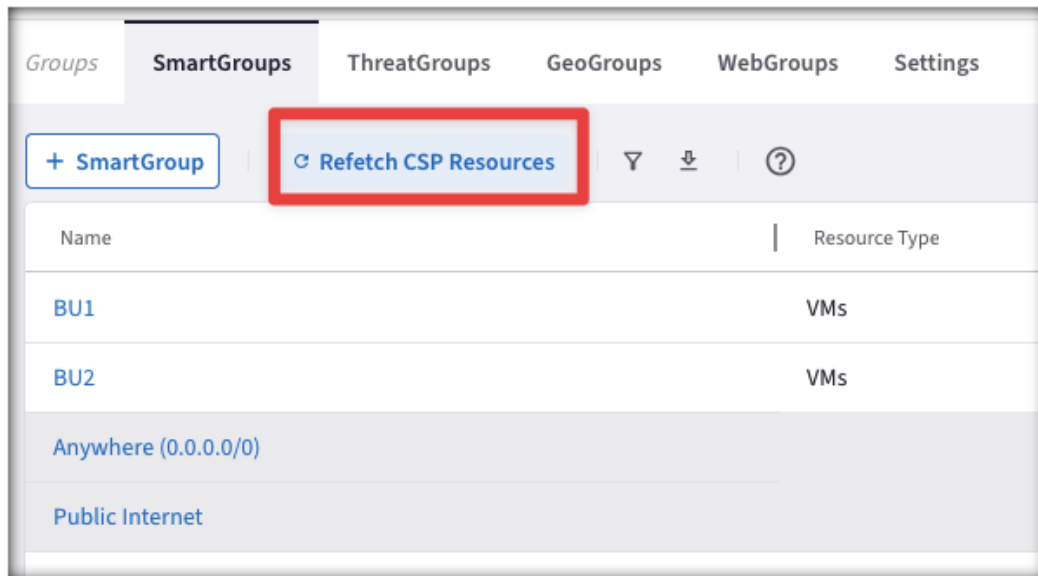 Groups SmartGroups ThreatGroups GeoGroups WebGroups Settings
+ SmartGroup Refetch CSP Resources ?
Name Resource Type
BU1 VMs
BU2 VMs
Anywhere (0.0.0.0/0)
Public Internet